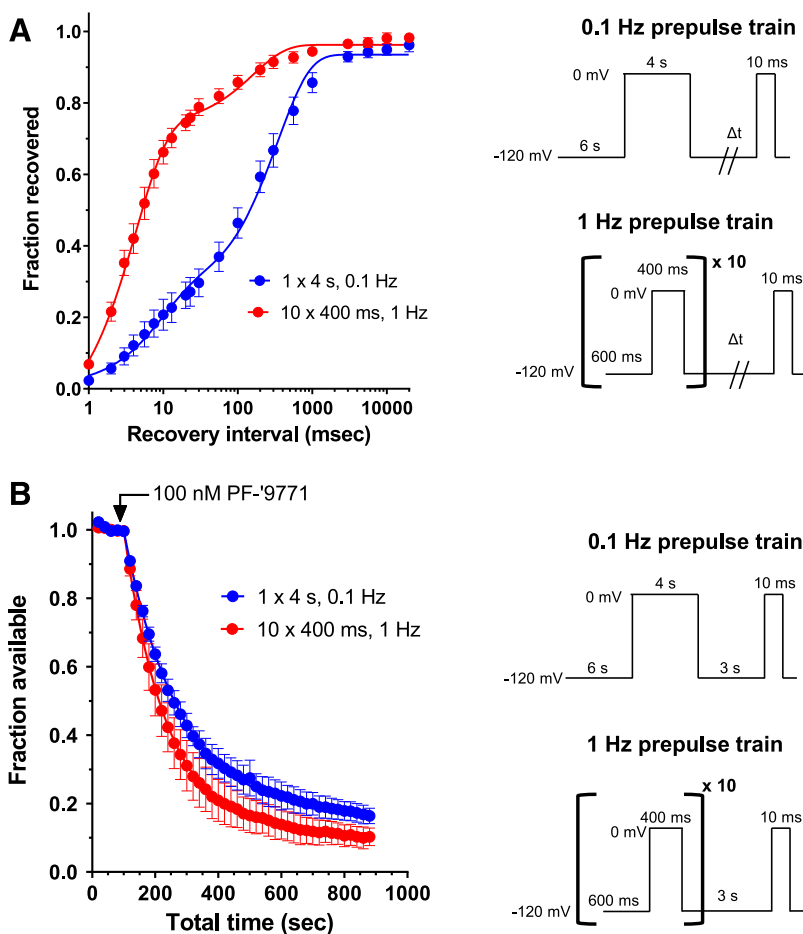 A
Fraction recovered
1.0
0.8
0.6
0.4
0.2
0.0
1 x 4 s, 0.1 Hz
10 x 400 ms, 1 Hz
1 10 100 1000 10000
Recovery interval (msec)
0.1 Hz prepulse train
4 s
10 ms
0 mV
Δt
6 s
-120 mV
1 Hz prepulse train
x 10
400 ms
10 ms
0 mV
Δt
600 ms
-120 mV
B
100 nM PF-'9771
Fraction available
1.0
0.8
0.6
0.4
0.2
0.0
1 x 4 s, 0.1 Hz
10 x 400 ms, 1 Hz
0 200 400 600 800 1000
Total time (sec)
0.1 Hz prepulse train
4 s
10 ms
0 mV
6 s
3 s
-120 mV
1 Hz prepulse train
x 10
400 ms
10 ms
0 mV
600 ms
3 s
-120 mV